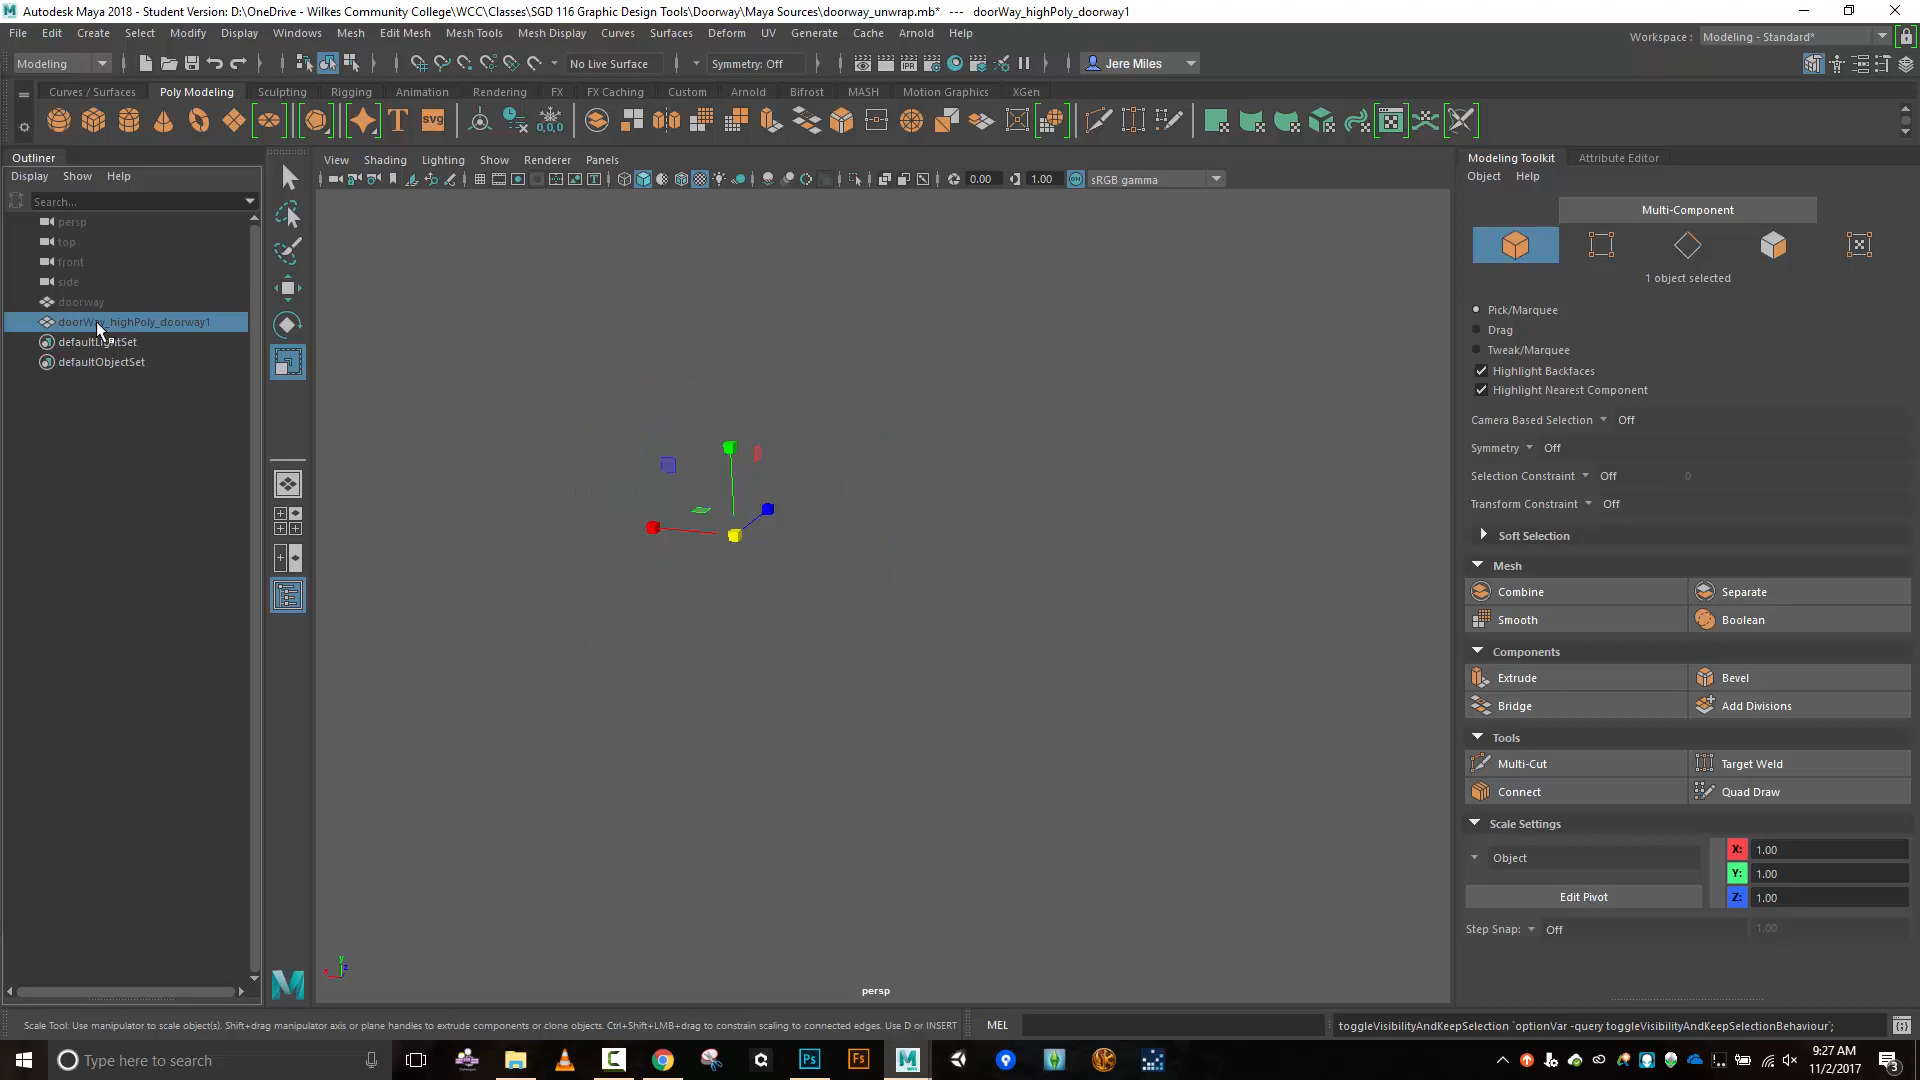 Autodesk Maya 2018 - Student Version: D:\OneDrive - Wilkes Community College\WCC\Classes\SGD 116 Graphic Design Tools\Doorway\Maya Sources\doorway_unwrap.mb* --- doorWay_highPoly_doorway1
File Edit Create Select Modify Display Windows Mesh Edit Mesh Mesh Tools Mesh Display Curves Surfaces Deform UV Generate Cache Arnold Help
Workspace : Modeling - Standard*
Modeling No Live Surface Symmetry: Off Jere Miles
Curves / Surfaces Poly Modeling Sculpting Rigging Animation Rendering FX FX Caching Custom Arnold Bifrost MASH Motion Graphics XGen
T svg 0,0,0
Outliner
Display Show Help
Search...
persp
top
front
side
doorway
doorWay_highPoly_doorway1
defaultLightSet
defaultObjectSet
View Shading Lighting Show Renderer Panels
0.00 1.00 sRGB gamma
persp
Modeling Toolkit Attribute Editor
Object Help
Multi-Component
1 object selected
Pick/Marquee
Drag
Tweak/Marquee
Highlight Backfaces
Highlight Nearest Component
Camera Based Selection Off
Symmetry Off
Selection Constraint Off 0
Transform Constraint Off
Soft Selection
Mesh
Combine Separate
Smooth Boolean
Components
Extrude Bevel
Bridge Add Divisions
Tools
Multi-Cut Target Weld
Connect Quad Draw
Scale Settings
Object
X: 1.00
Y: 1.00
Z: 1.00
Edit Pivot
Step Snap: Off 1.00
Scale Tool: Use manipulator to scale object(s). Shift+drag manipulator axis or plane handles to extrude components or clone objects. Ctrl+Shift+LMB+drag to constrain scaling to connected edges. Use D or INSERT
MEL
toggleVisibilityAndKeepSelection `optionVar -query toggleVisibilityAndKeepSelectionBehaviour`;
Type here to search
Ps Fs
9:27 AM
11/2/2017
3